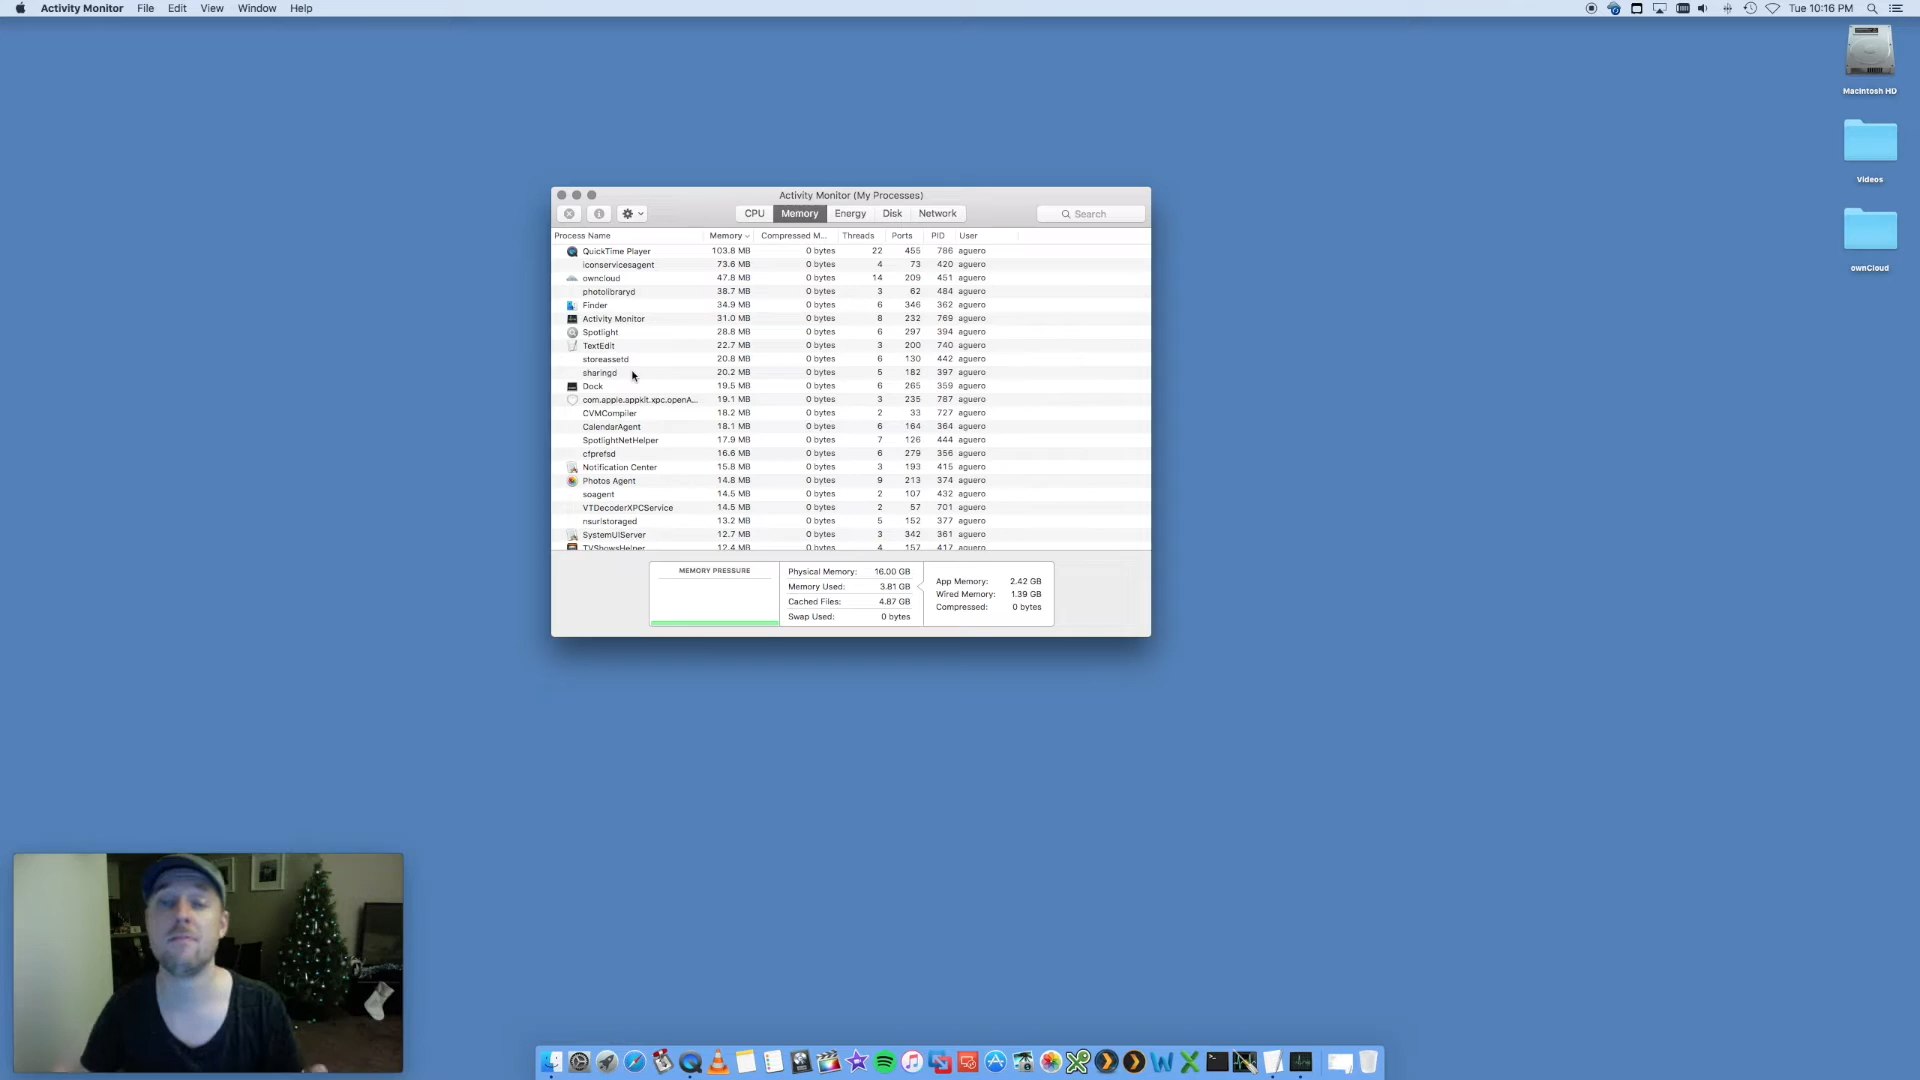 Activity Monitor File Edit View Window Help Tue 10:16 PM
Macintosh HD
Videos
ownCloud
Activity Monitor (My Processes)
CPU Memory Energy Disk Network Search
Process Name Memory Compressed M... Threads Ports PID User
QuickTime Player 103.8 MB 0 bytes 22 455 786 aguero
iconservicesagent 73.6 MB 0 bytes 4 73 420 aguero
owncloud 47.8 MB 0 bytes 14 209 451 aguero
photolibraryd 38.7 MB 0 bytes 3 62 484 aguero
Finder 34.9 MB 0 bytes 6 346 362 aguero
Activity Monitor 31.0 MB 0 bytes 8 232 769 aguero
Spotlight 28.8 MB 0 bytes 6 297 394 aguero
TextEdit 22.7 MB 0 bytes 3 200 740 aguero
storeassetd 20.8 MB 0 bytes 6 130 442 aguero
sharingd 20.2 MB 0 bytes 5 182 397 aguero
Dock 19.5 MB 0 bytes 6 265 359 aguero
com.apple.appkit.xpc.openA... 19.1 MB 0 bytes 3 235 787 aguero
CVMCompiler 18.2 MB 0 bytes 2 33 727 aguero
CalendarAgent 18.1 MB 0 bytes 6 164 364 aguero
SpotlightNetHelper 17.9 MB 0 bytes 7 126 444 aguero
cfprefsd 16.6 MB 0 bytes 6 279 356 aguero
Notification Center 15.8 MB 0 bytes 3 193 415 aguero
Photos Agent 14.8 MB 0 bytes 9 213 374 aguero
soagent 14.5 MB 0 bytes 2 107 432 aguero
VTDecoderXPCService 14.5 MB 0 bytes 2 57 701 aguero
nsurlstoraged 13.2 MB 0 bytes 5 152 377 aguero
SystemUIServer 12.7 MB 0 bytes 3 342 361 aguero
TVShowsHelper 12.4 MB 0 bytes 4 157 417 aguero
MEMORY PRESSURE
Physical Memory: 16.00 GB
Memory Used: 3.81 GB
Cached Files: 4.87 GB
Swap Used: 0 bytes
App Memory: 2.42 GB
Wired Memory: 1.39 GB
Compressed: 0 bytes